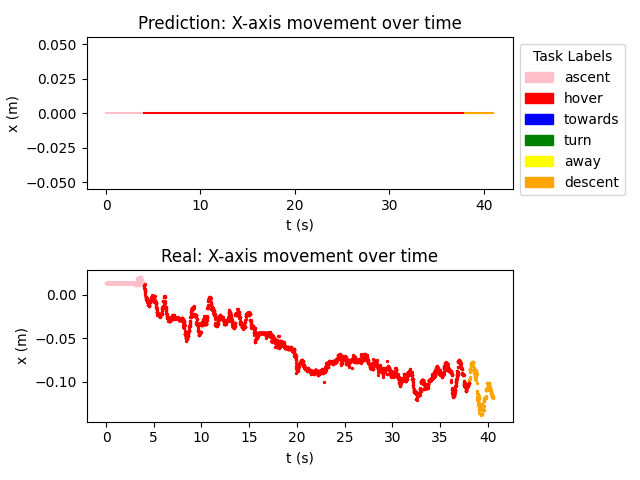 Prediction: X-axis movement over time
0.050
0.025
0.000
−0.025
−0.050
x (m)
0 10 20 30 40
t (s)
Task Labels
ascent
hover
towards
turn
away
descent
Real: X-axis movement over time
0.00
−0.05
−0.10
x (m)
0 5 10 15 20 25 30 35 40
t (s)